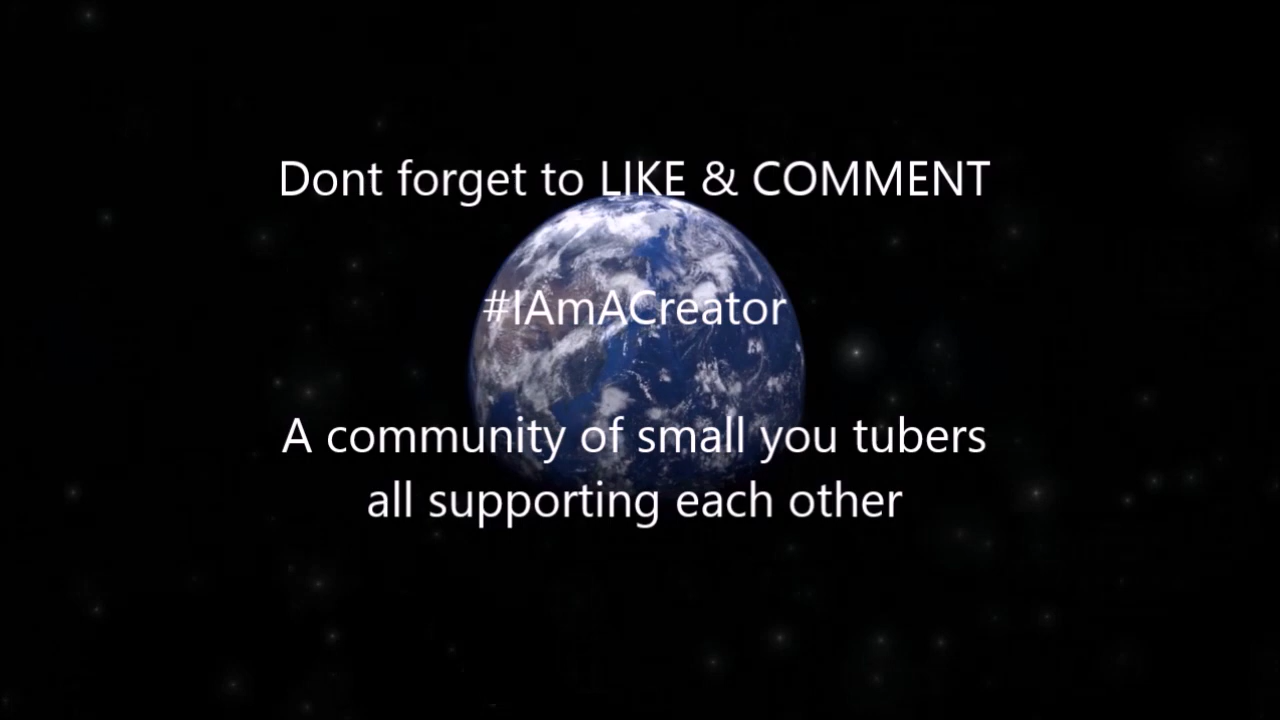 Dont forget to LIKE & COMMENT
#IAmACreator
A community of small you tubers
all supporting each other